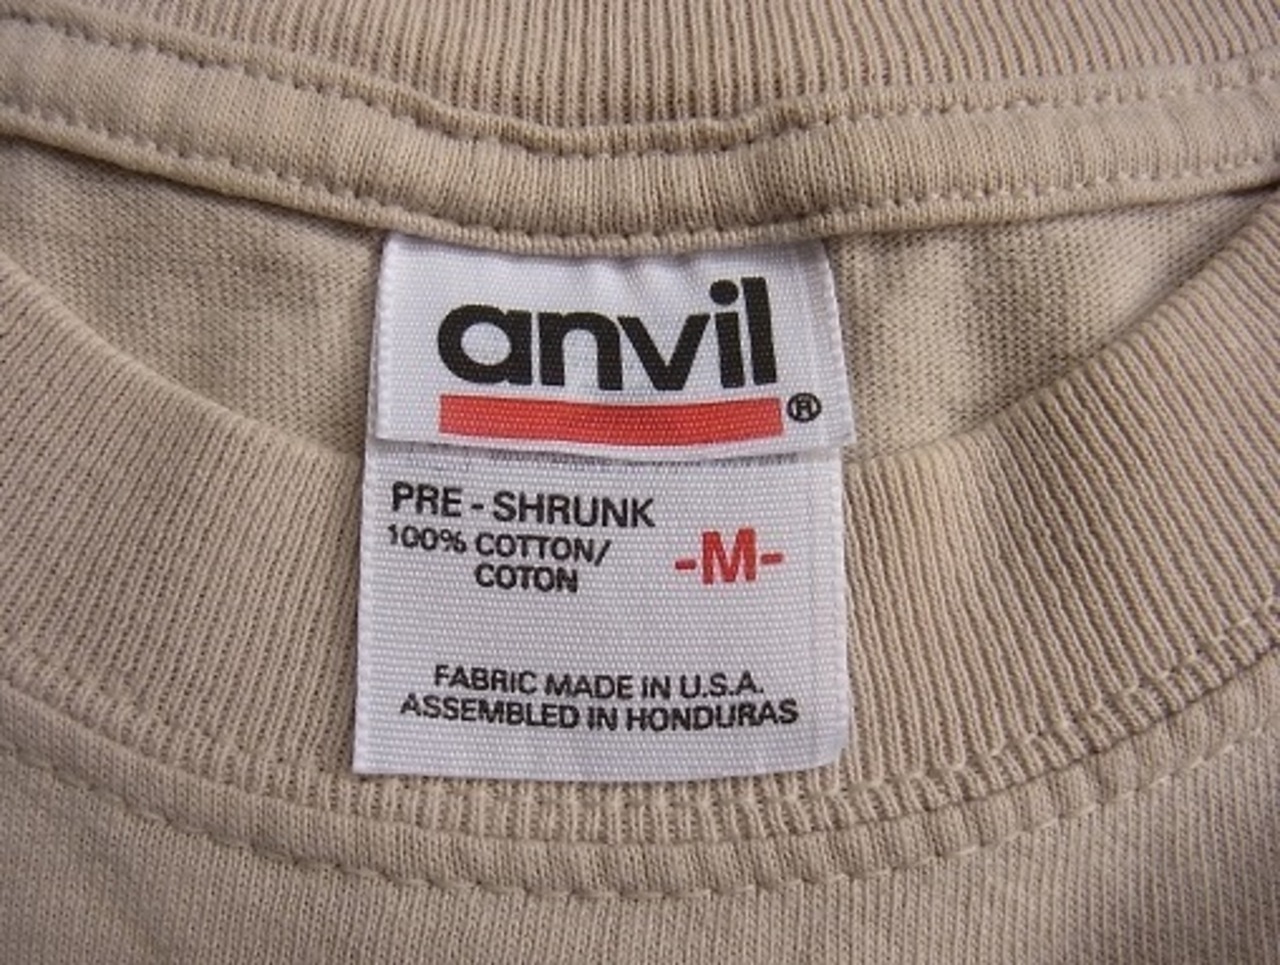 anvil
®
PRE - SHRUNK
100% COTTON/
COTON
-M-
FABRIC MADE IN U.S.A.
ASSEMBLED IN HONDURAS